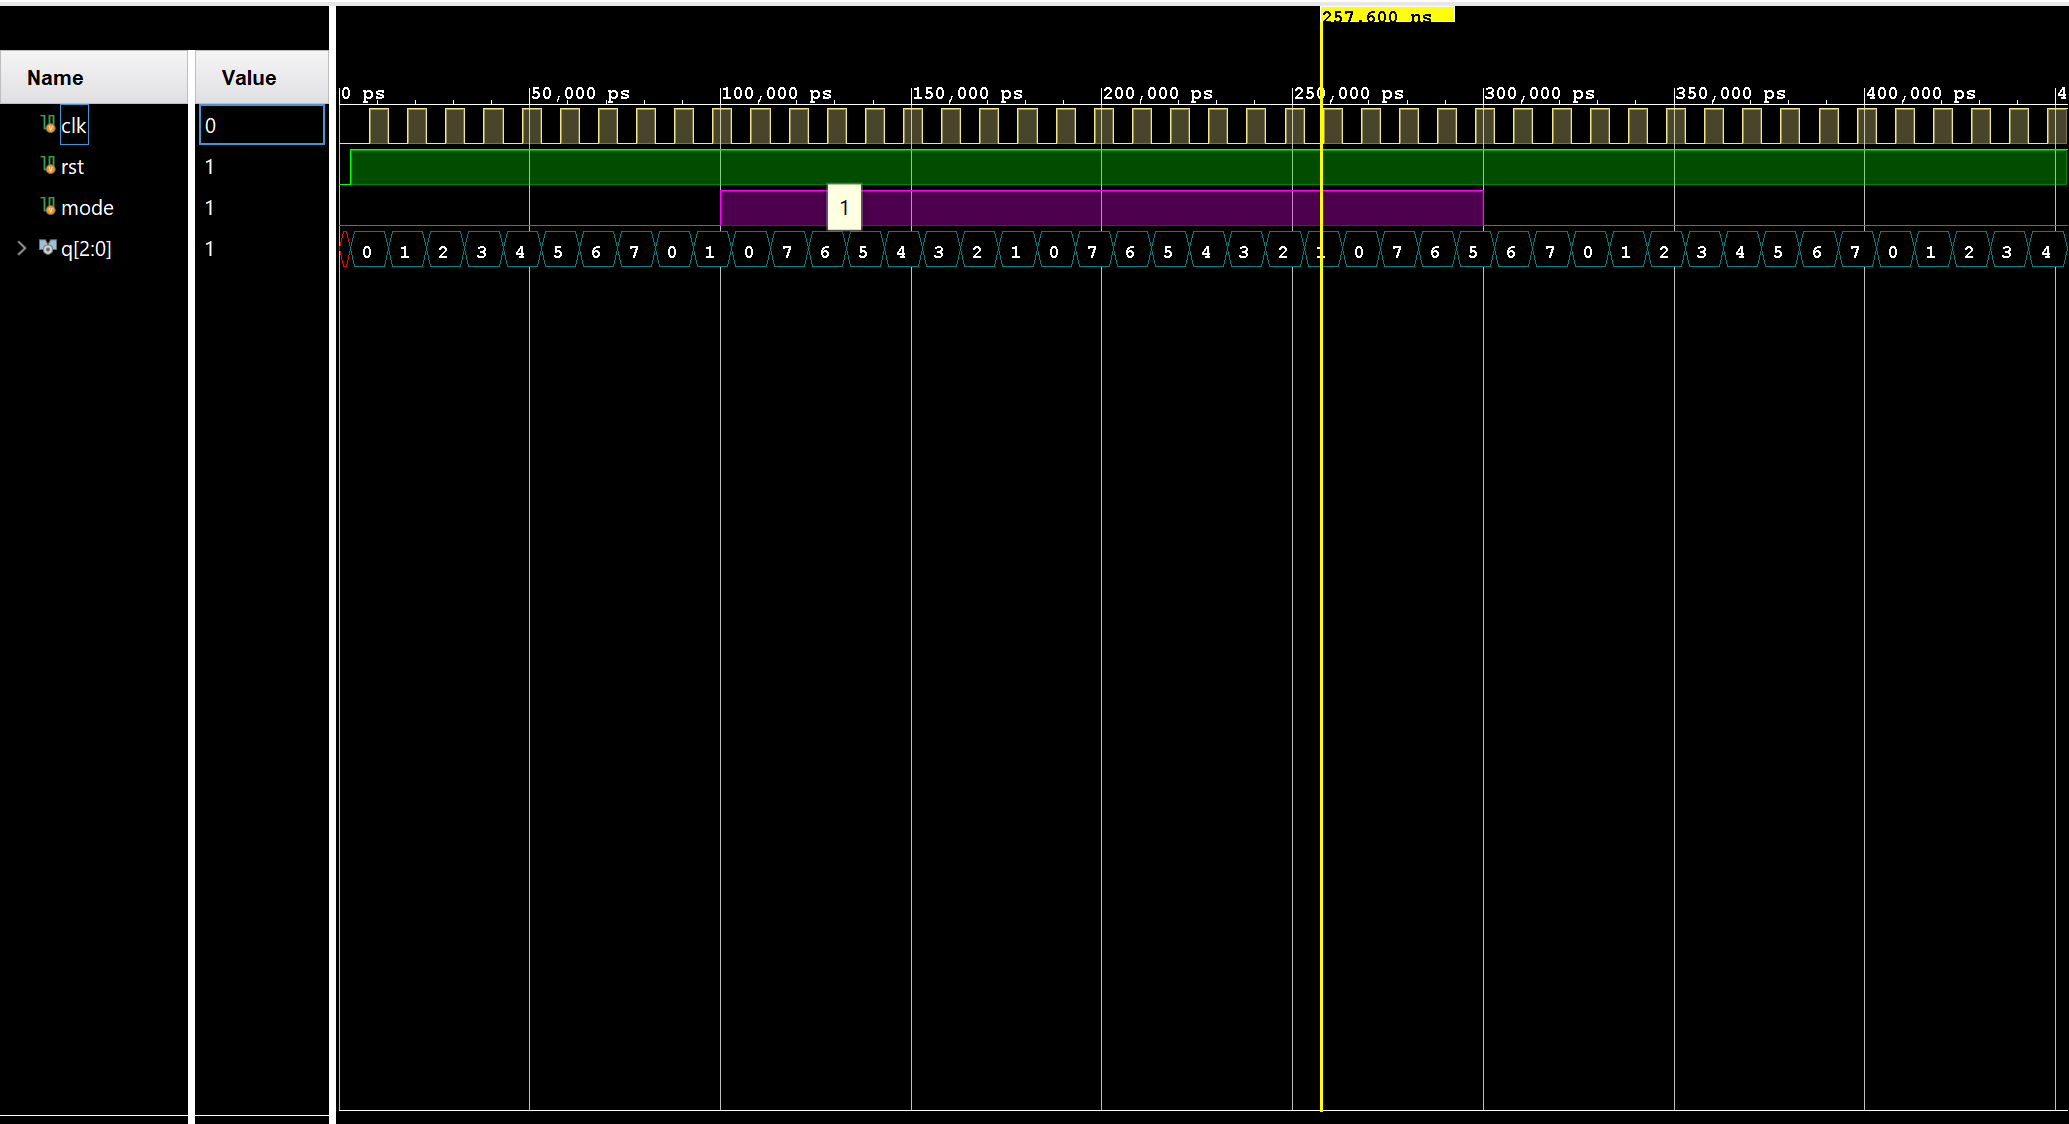 257.600 ns
Name Value
0 ps 50,000 ps 100,000 ps 150,000 ps 200,000 ps 250,000 ps 300,000 ps 350,000 ps 400,000 ps 4
clk 0
rst 1
mode 1 1
q[2:0] 1 0 1 2 3 4 5 6 7 0 1 0 7 6 5 4 3 2 1 0 7 6 5 4 3 2 1 0 7 6 5 6 7 0 1 2 3 4 5 6 7 0 1 2 3 4